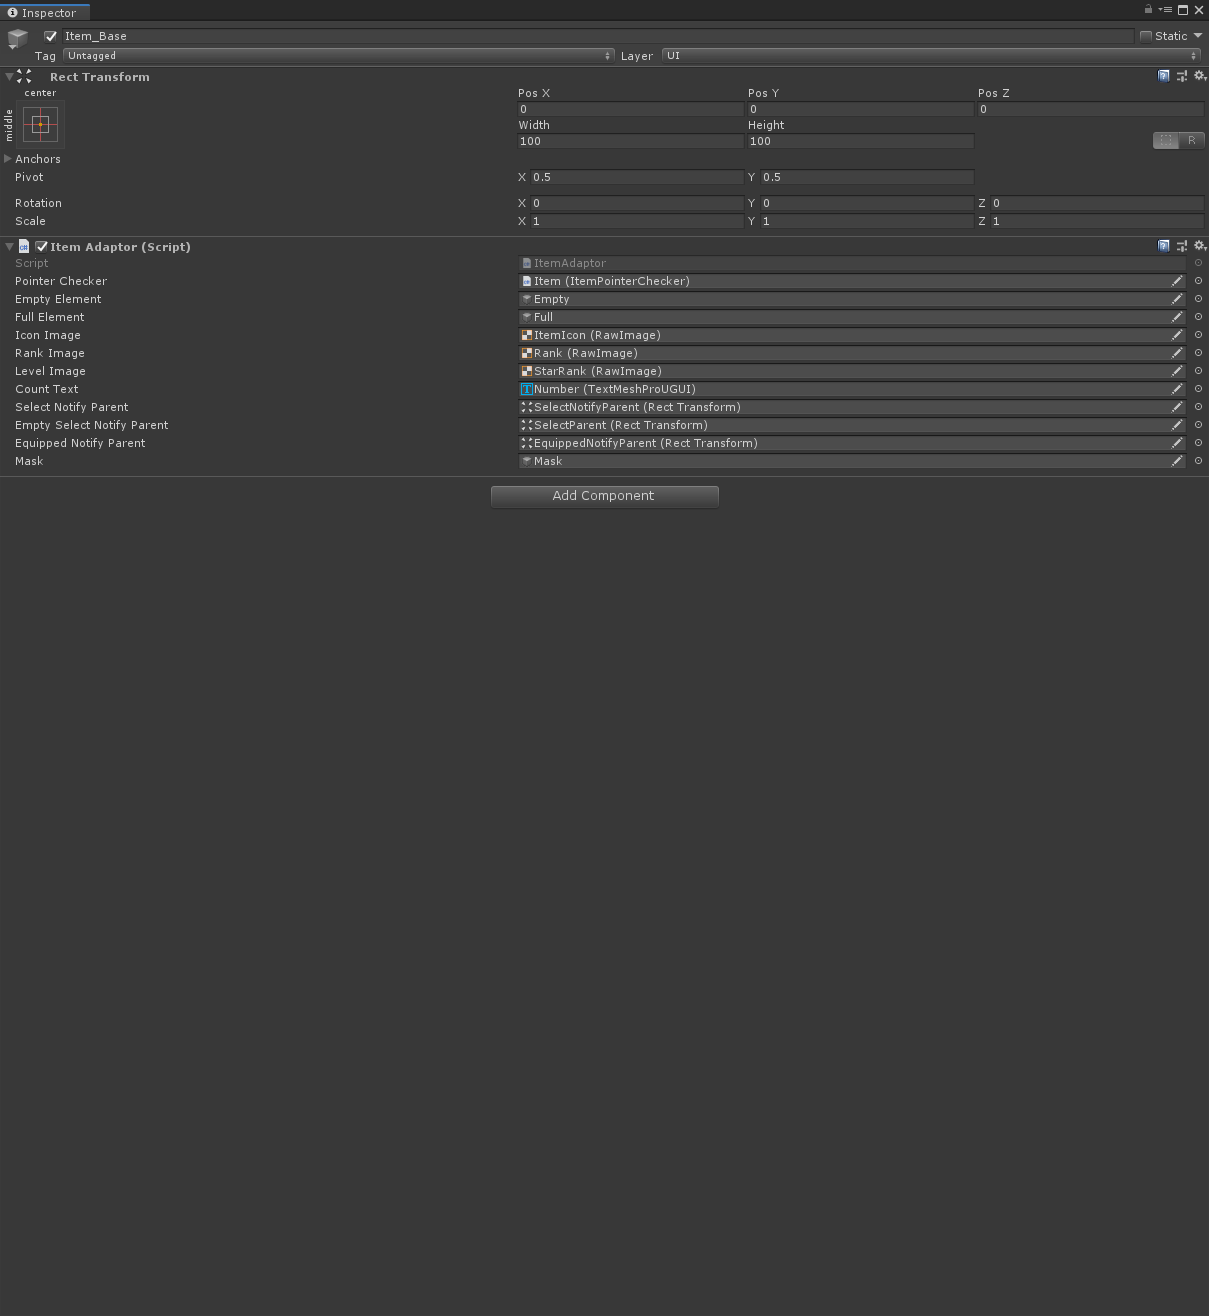 Inspector
Item_Base
Static
Tag Untagged Layer UI
Rect Transform
center
middle
Pos X Pos Y Pos Z
0 0 0
Width Height
100 100
R
Anchors
Pivot X 0.5 Y 0.5
Rotation X 0 Y 0 Z 0
Scale X 1 Y 1 Z 1
Item Adaptor (Script)
Script ItemAdaptor
Pointer Checker Item (ItemPointerChecker)
Empty Element Empty
Full Element Full
Icon Image ItemIcon (RawImage)
Rank Image Rank (RawImage)
Level Image StarRank (RawImage)
Count Text Number (TextMeshProUGUI)
Select Notify Parent SelectNotifyParent (Rect Transform)
Empty Select Notify Parent SelectParent (Rect Transform)
Equipped Notify Parent EquippedNotifyParent (Rect Transform)
Mask Mask
Add Component